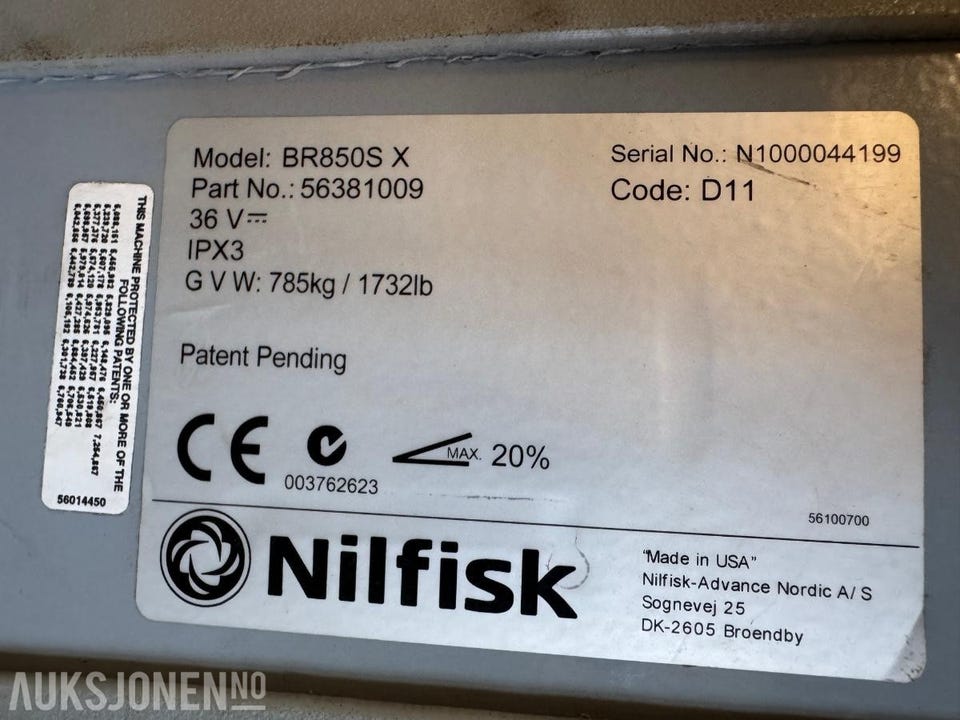 Model: BR850S X
Part No.: 56381009
36 V
IPX3
G V W: 785kg / 1732lb
Serial No.: N1000044199
Code: D11
Patent Pending
CE
003762623
MAX. 20%
56100700
Nilfisk
"Made in USA"
Nilfisk-Advance Nordic A/S
Sognevej 25
DK-2605 Broendby
THIS MACHINE PROTECTED BY ONE OR MORE OF THE
FOLLOWING PATENTS:
56014450
AUKSJONEN NO